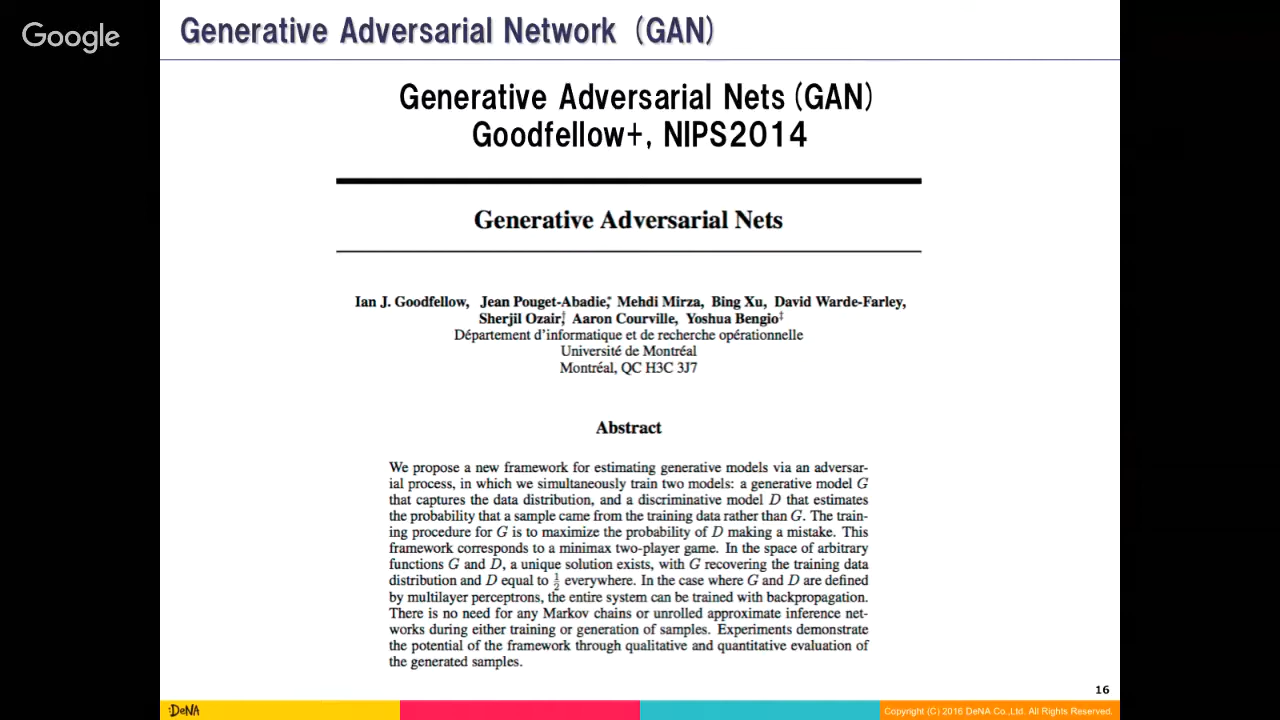 Google
Generative Adversarial Network (GAN)
Generative Adversarial Nets (GAN)
Goodfellow+, NIPS2014
Generative Adversarial Nets
Ian J. Goodfellow, Jean Pouget-Abadie,* Mehdi Mirza, Bing Xu, David Warde-Farley,
Sherjil Ozair,† Aaron Courville, Yoshua Bengio‡
Département d'informatique et de recherche opérationnelle
Université de Montréal
Montréal, QC H3C 3J7
Abstract
We propose a new framework for estimating generative models via an adversar-
ial process, in which we simultaneously train two models: a generative model G
that captures the data distribution, and a discriminative model D that estimates
the probability that a sample came from the training data rather than G. The train-
ing procedure for G is to maximize the probability of D making a mistake. This
framework corresponds to a minimax two-player game. In the space of arbitrary
functions G and D, a unique solution exists, with G recovering the training data
distribution and D equal to 1/2 everywhere. In the case where G and D are defined
by multilayer perceptrons, the entire system can be trained with backpropagation.
There is no need for any Markov chains or unrolled approximate inference net-
works during either training or generation of samples. Experiments demonstrate
the potential of the framework through qualitative and quantitative evaluation of
the generated samples.
16
:DeNA
Copyright (C) 2016 DeNA Co.,Ltd. All Rights Reserved.